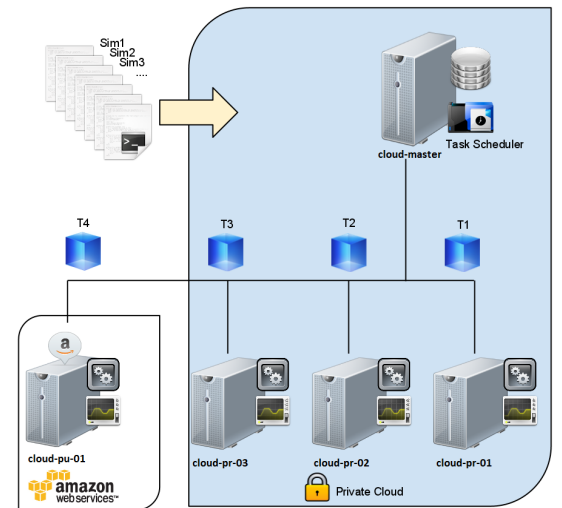 Sim1
Sim2
Sim3
....
>_
cloud-master
Task Scheduler
T4
T3
T2
T1
a
cloud-pu-01
cloud-pr-03
cloud-pr-02
cloud-pr-01
amazon
webservices™
Private Cloud